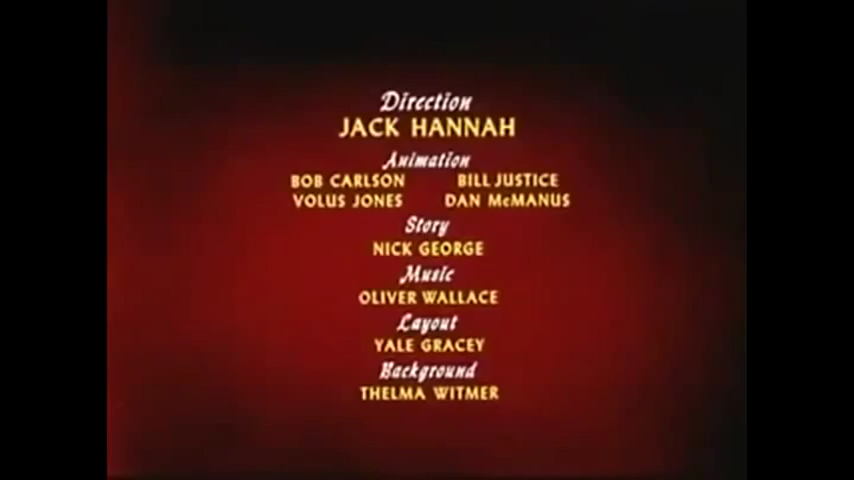 Direction
JACK HANNAH
Animation
BOB CARLSON BILL JUSTICE
VOLUS JONES DAN McMANUS
Story
NICK GEORGE
Music
OLIVER WALLACE
Layout
YALE GRACEY
Background
THELMA WITMER